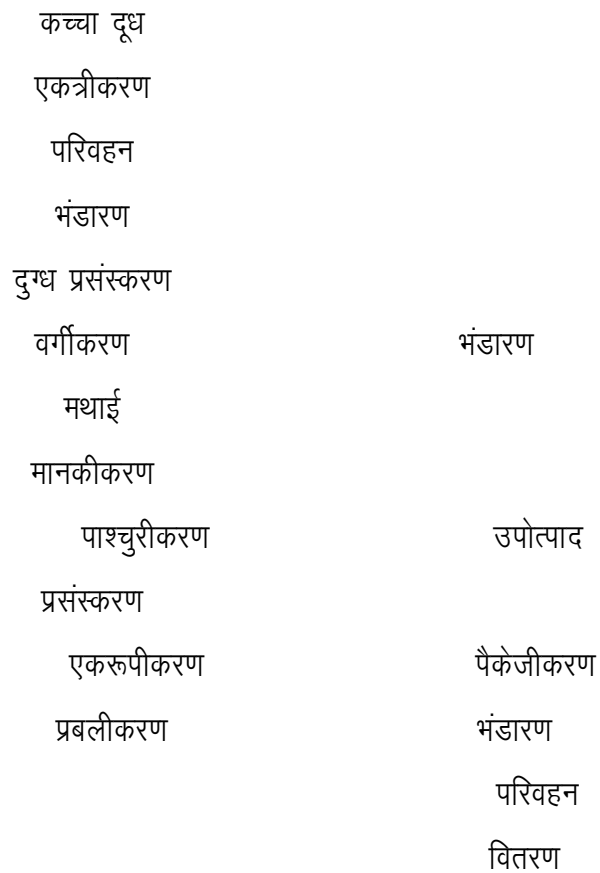 कच्चा दूध
एकत्रीकरण
परिवहन
भंडारण
दुग्ध प्रसंस्करण
वर्गीकरण भंडारण
मथाई
मानकीकरण
पाश्चुरीकरण उपोत्पाद
प्रसंस्करण
एकरूपीकरण पैकेजीकरण
प्रबलीकरण भंडारण
परिवहन
वितरण